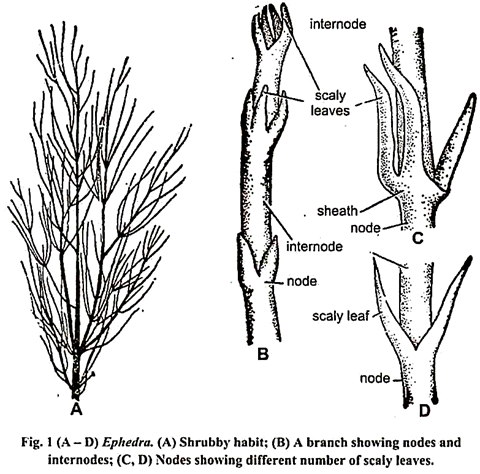 internode
scaly
leaves
sheath
node
internode
node
C
scaly leaf
node
A
B
D
Fig. 1 (A – D) Ephedra. (A) Shrubby habit; (B) A branch showing nodes and
internodes; (C, D) Nodes showing different number of scaly leaves.